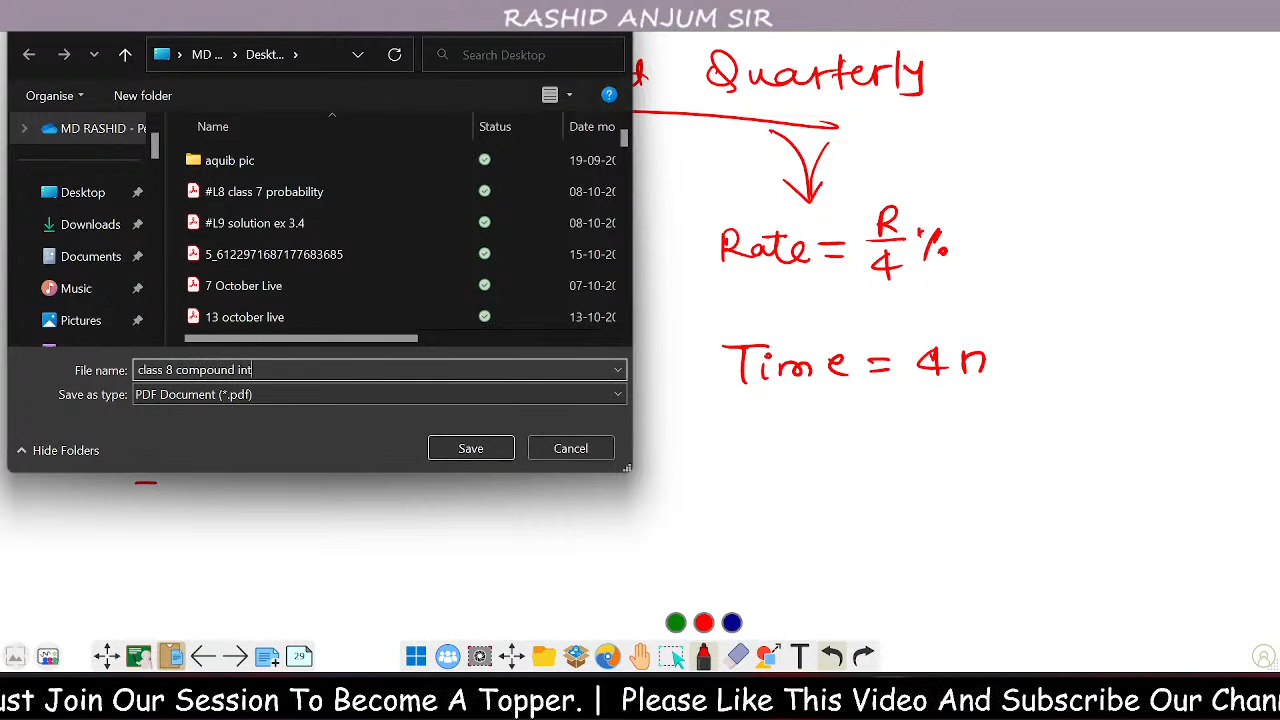 RASHID ANJUM SIR
MD ... > Deskt... >
Search Desktop
Organise
New folder
MD RASHID - Pe
Desktop
Downloads
Documents
Music
Pictures
Name
Status
Date mo
aquib pic
19-09-20
#L8 class 7 probability
08-10-20
#L9 solution ex 3.4
08-10-20
15-10-20
7 October Live
07-10-20
13 october live
13-10-20
File name: class 8 compound int
Save as type: PDF Document (*.pdf)
Hide Folders
Save
Cancel
Quarterly
Rate = R/4 %
Time = 4n
29
ust Join Our Session To Become A Topper. | Please Like This Video And Subscribe Our Chan